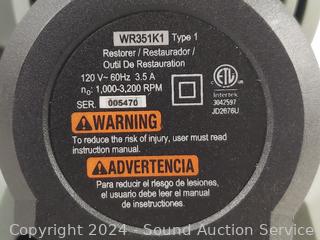 WR351K1 Type 1
Restorer / Restaurador /
Outil De Restauration
120 V~ 60Hz 3.5 A
n₀: 1,000-3,200 RPM
SER. 005470
ETL
Intertek
3042597
JD2676U
WARNING
To reduce the risk of injury, user must read
instruction manual.
ADVERTENCIA
Para reducir el riesgo de lesiones,
el usuario debe leer el manual
de instrucciones.
Copyright 2024 - Sound Auction Service